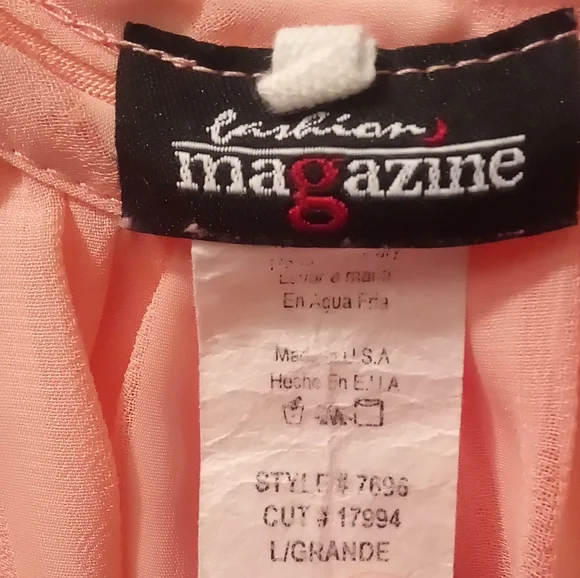 fashion
magazine
Lavar a mano
En Agua Fria
Made In U.S.A
Hecho En E.U.A
STYLE # 7696
CUT # 17994
L/GRANDE